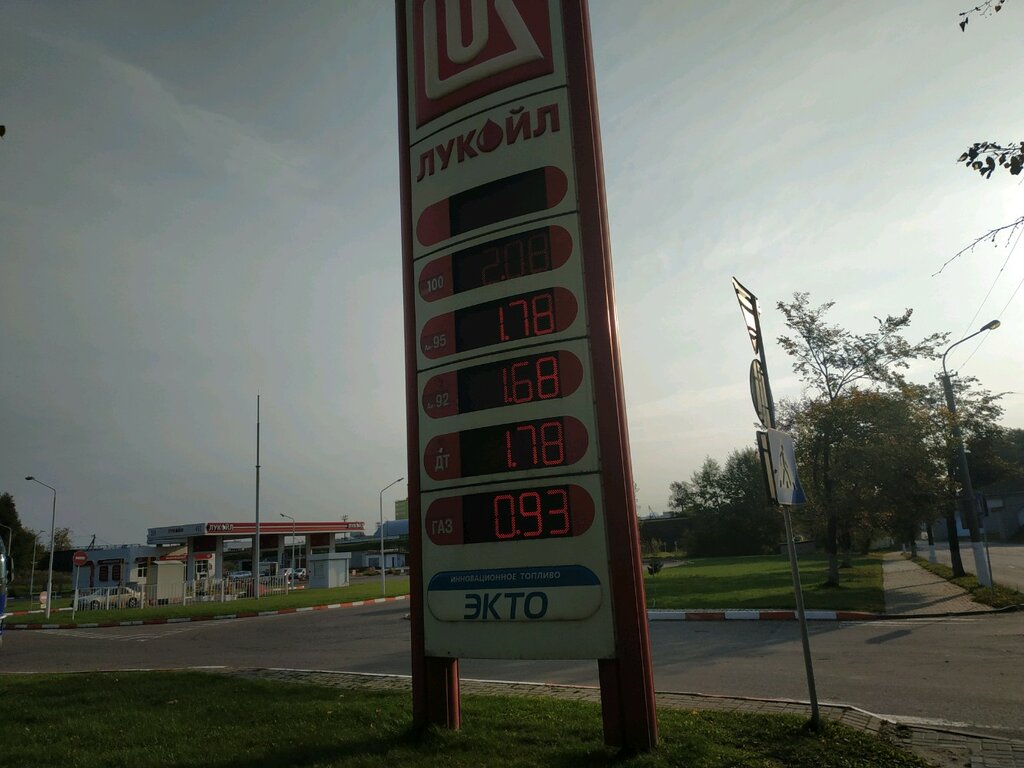 ЛУКОЙЛ
100 2.08
Аи-95 1.78
Аи-92 1.68
ДТ 1.78
ГАЗ 0.93
ИННОВАЦИОННОЕ ТОПЛИВО
ЭКТО
ЛУКОЙЛ